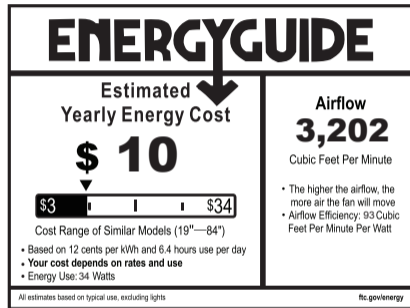 ENERGYGUIDE
Estimated
Yearly Energy Cost
$ 10
$3 $34
Cost Range of Similar Models (19"—84")
• Based on 12 cents per kWh and 6.4 hours use per day
• Your cost depends on rates and use
• Energy Use: 34 Watts
Airflow
3,202
Cubic Feet Per Minute
• The higher the airflow, the
more air the fan will move
• Airflow Efficiency: 93 Cubic
Feet Per Minute Per Watt
All estimates based on typical use, excluding lights
ftc.gov/energy